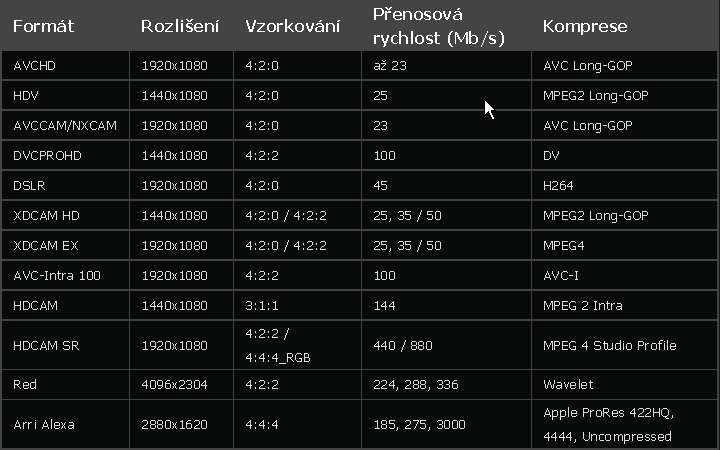 Formát Rozlišení Vzorkování Přenosová rychlost (Mb/s) Komprese
AVCHD 1920x1080 4:2:0 až 23 AVC Long-GOP
HDV 1440x1080 4:2:0 25 MPEG2 Long-GOP
AVCCAM/NXCAM 1920x1080 4:2:0 23 AVC Long-GOP
DVCPROHD 1440x1080 4:2:2 100 DV
DSLR 1920x1080 4:2:0 45 H264
XDCAM HD 1440x1080 4:2:0 / 4:2:2 25, 35 / 50 MPEG2 Long-GOP
XDCAM EX 1920x1080 4:2:0 / 4:2:2 25, 35 / 50 MPEG4
AVC-Intra 100 1920x1080 4:2:2 100 AVC-I
HDCAM 1440x1080 3:1:1 144 MPEG 2 Intra
HDCAM SR 1920x1080 4:2:2 / 4:4:4_RGB 440 / 880 MPEG 4 Studio Profile
Red 4096x2304 4:2:2 224, 288, 336 Wavelet
Arri Alexa 2880x1620 4:4:4 185, 275, 3000 Apple ProRes 422HQ, 4444, Uncompressed